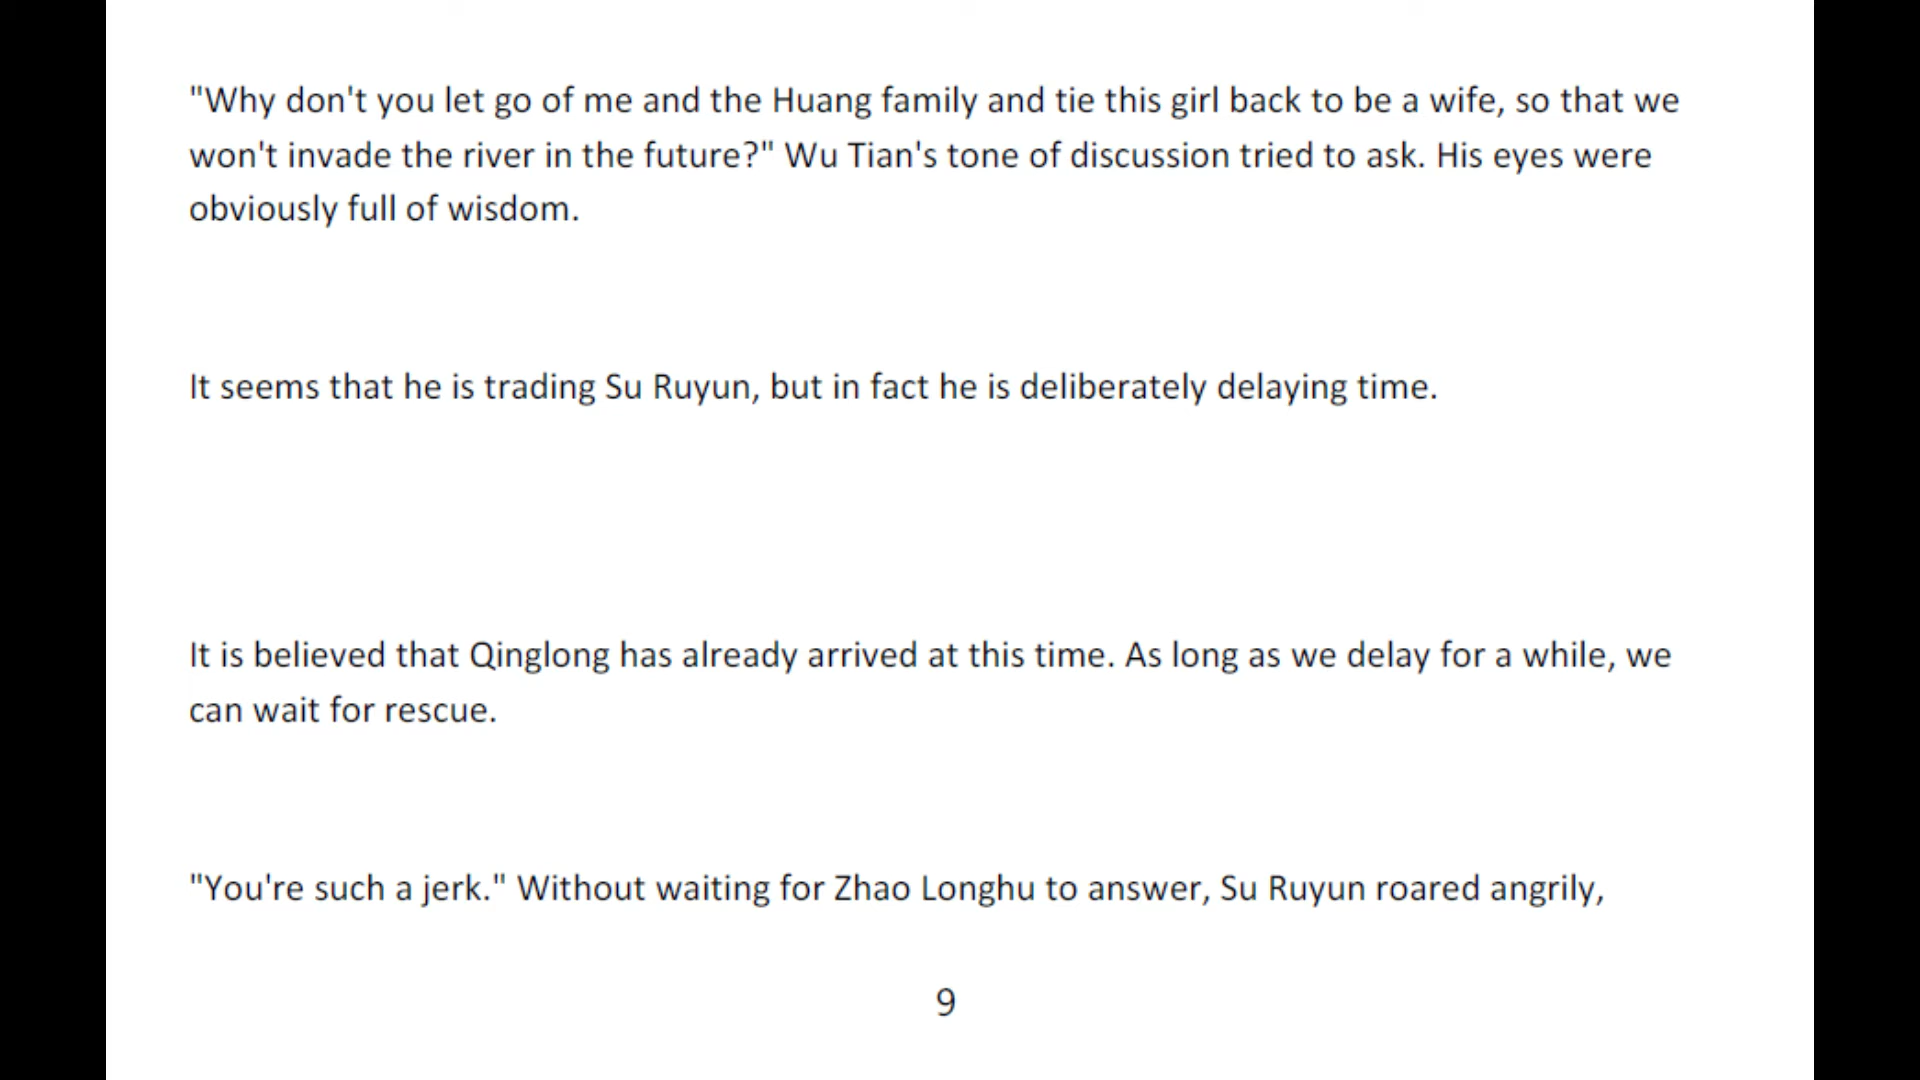 "Why don't you let go of me and the Huang family and tie this girl back to be a wife, so that we
won't invade the river in the future?" Wu Tian's tone of discussion tried to ask. His eyes were
obviously full of wisdom.
It seems that he is trading Su Ruyun, but in fact he is deliberately delaying time.
It is believed that Qinglong has already arrived at this time. As long as we delay for a while, we
can wait for rescue.
"You're such a jerk." Without waiting for Zhao Longhu to answer, Su Ruyun roared angrily,
9